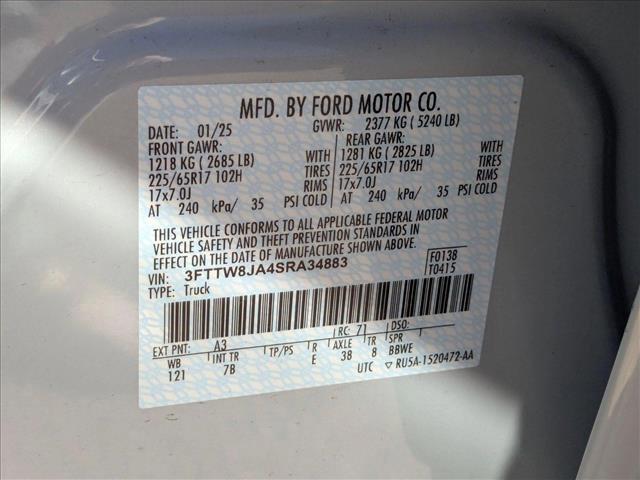 MFD. BY FORD MOTOR CO.
DATE: 01/25 GVWR: 2377 KG ( 5240 LB)
FRONT GAWR: REAR GAWR:
1218 KG ( 2685 LB) WITH 1281 KG ( 2825 LB) WITH
225/65R17 102H TIRES 225/65R17 102H TIRES
17x7.0J RIMS 17x7.0J RIMS
AT 240 kPa/ 35 PSI COLD AT 240 kPa/ 35 PSI COLD
THIS VEHICLE CONFORMS TO ALL APPLICABLE FEDERAL MOTOR
VEHICLE SAFETY AND THEFT PREVENTION STANDARDS IN
EFFECT ON THE DATE OF MANUFACTURE SHOWN ABOVE.
VIN: 3FTTW8JA4SRA34883 F0138
TYPE: Truck T0415
EXT PNT: A3 RC: 71 DSO:
WB INT TR TP/PS R AXLE TR SPR
121 7B E 38 8 BBWE
UTC ▽ RU5A-1520472-AA